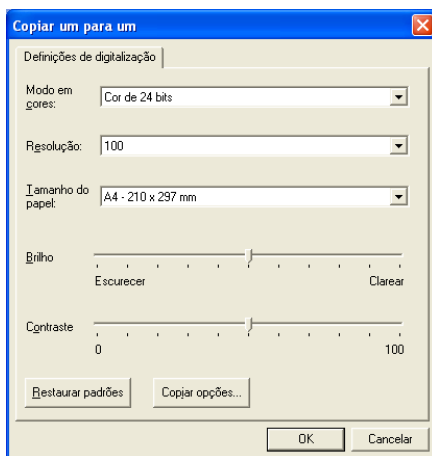 Copiar um para um
Definições de digitalização
Modo em
cores:
Cor de 24 bits
Resolução:
100
Tamanho do
papel:
A4 - 210 x 297 mm
Brilho
Escurecer
Clarear
Contraste
0
100
Restaurar padrões
Copiar opções...
OK
Cancelar